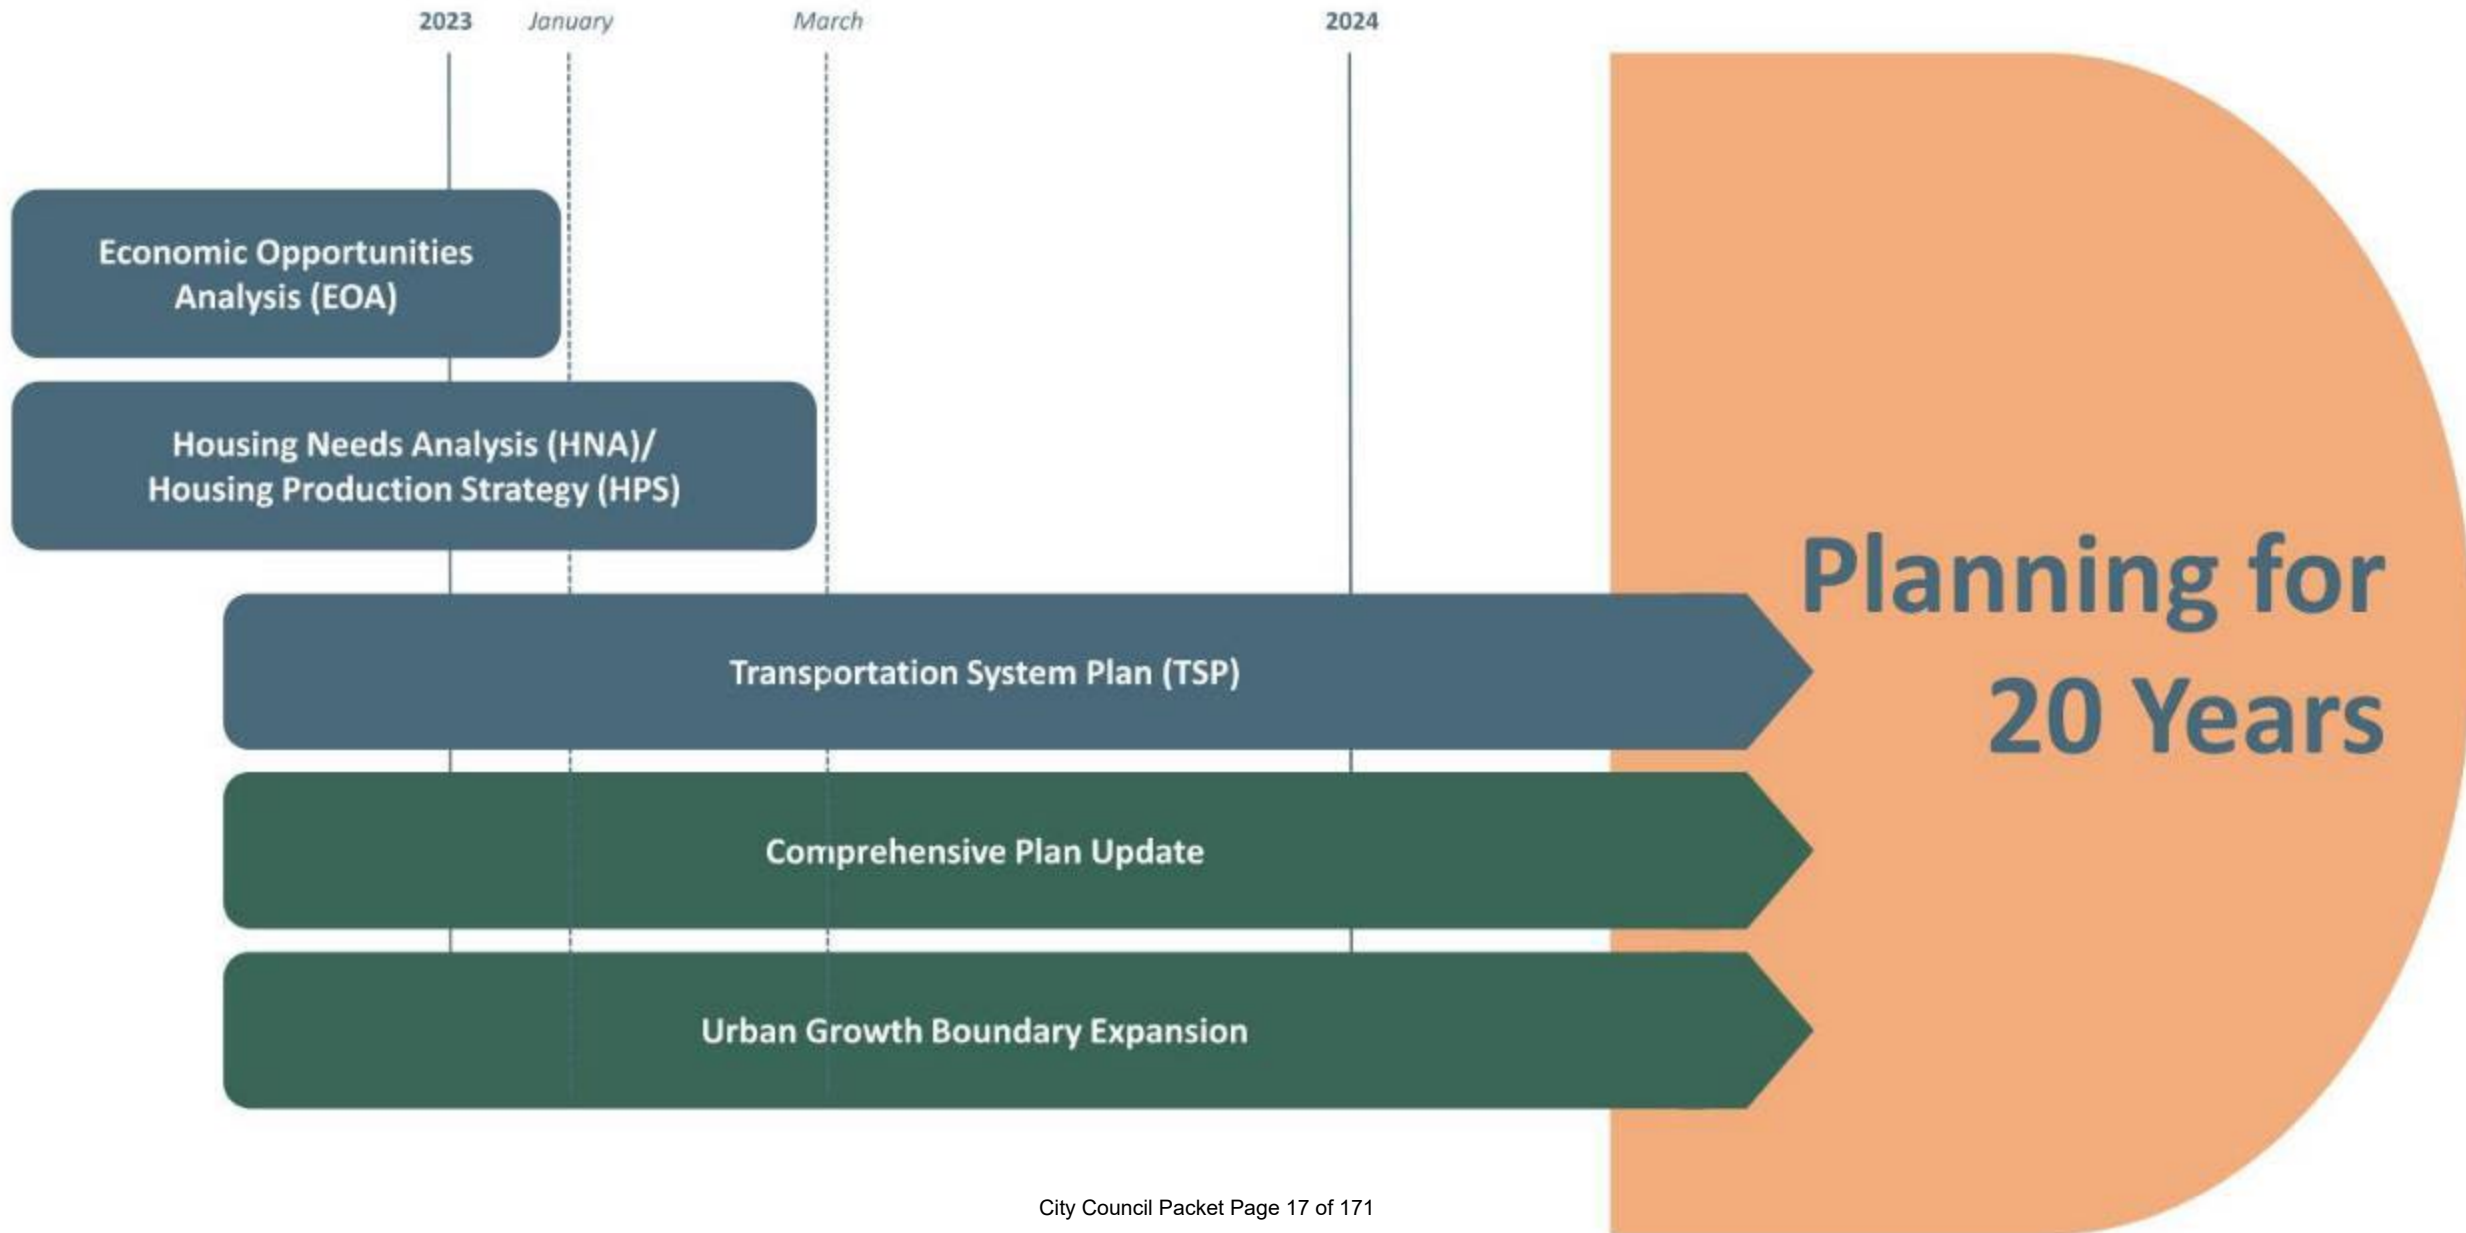 2023 January March 2024
Economic Opportunities
Analysis (EOA)
Housing Needs Analysis (HNA)/
Housing Production Strategy (HPS)
Planning for
20 Years
Transportation System Plan (TSP)
Comprehensive Plan Update
Urban Growth Boundary Expansion
City Council Packet Page 17 of 171